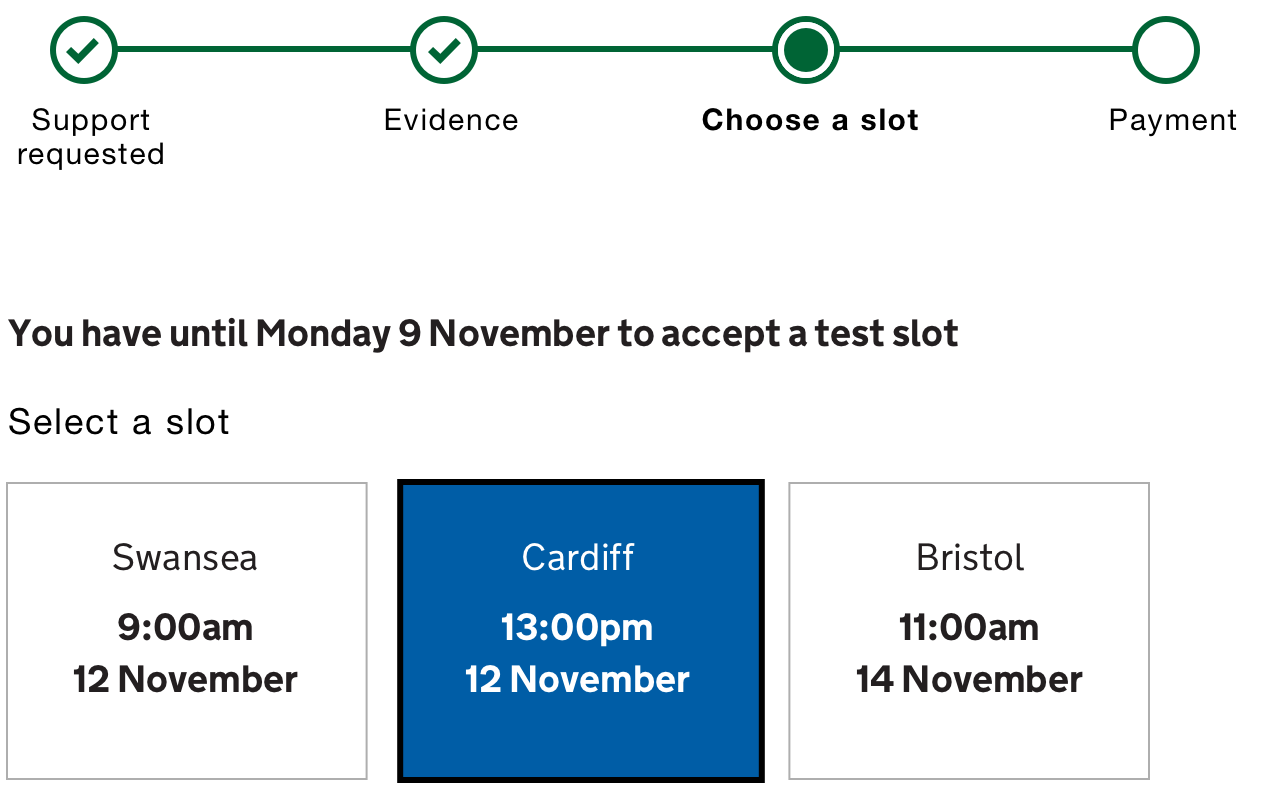 Support
requested
Evidence
Choose a slot
Payment
You have until Monday 9 November to accept a test slot
Select a slot
Swansea
9:00am
12 November
Cardiff
13:00pm
12 November
Bristol
11:00am
14 November